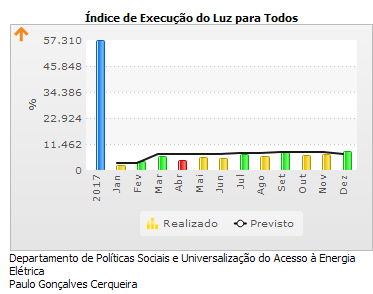 Índice de Execução do Luz para Todos
57.310
45.848
34.386
22.924
11.462
0
%
2017
Jan
Fev
Mar
Abr
Mai
Jun
Jul
Ago
Set
Out
Nov
Dez
Realizado
Previsto
Departamento de Políticas Sociais e Universalização do Acesso à Energia
Elétrica
Paulo Gonçalves Cerqueira